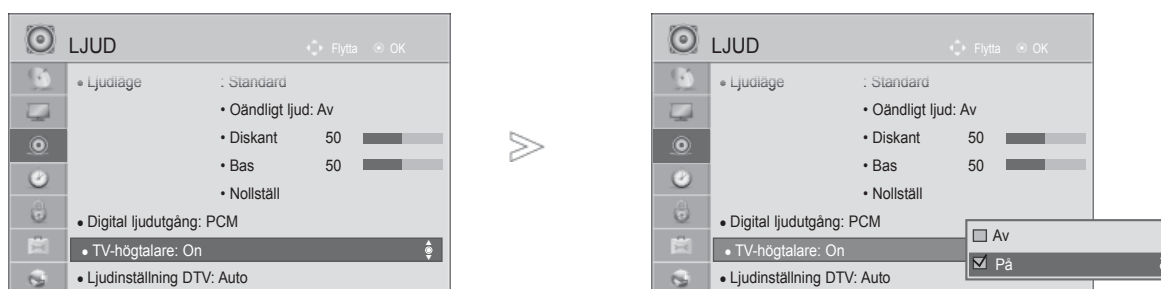 LJUD
Flytta OK
• Ljudläge : Standard
• Oändligt ljud: Av
• Diskant 50
• Bas 50
• Nollställ
• Digital ljudutgång: PCM
• TV-högtalare: On
• Ljudinställning DTV: Auto
LJUD
Flytta OK
• Ljudläge : Standard
• Oändligt ljud: Av
• Diskant 50
• Bas 50
• Nollställ
• Digital ljudutgång: PCM
• TV-högtalare: On
• Ljudinställning DTV: Auto
Av
På